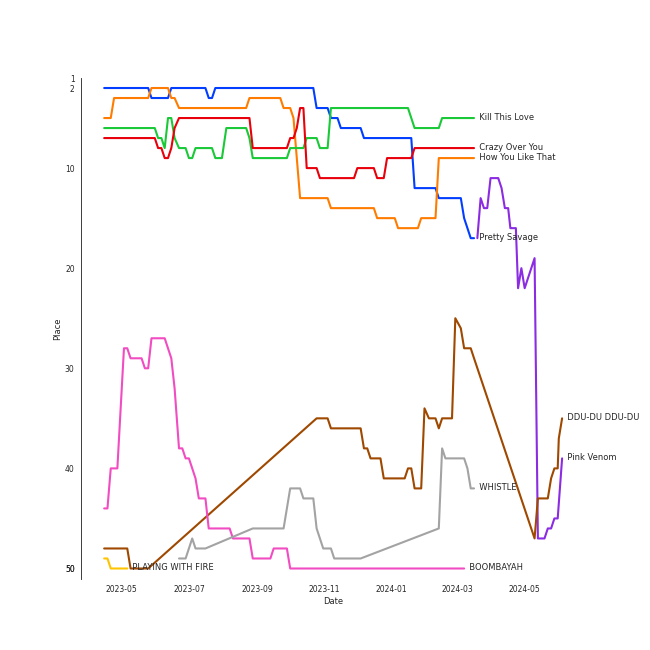 1
2
Kill This Love
Crazy Over You
How You Like That
10
Pretty Savage
20
Place
30
DDU-DU DDU-DU
Pink Venom
40
WHISTLE
50
PLAYING WITH FIRE
BOOMBAYAH
2023-05 2023-07 2023-09 2023-11 2024-01 2024-03 2024-05
Date